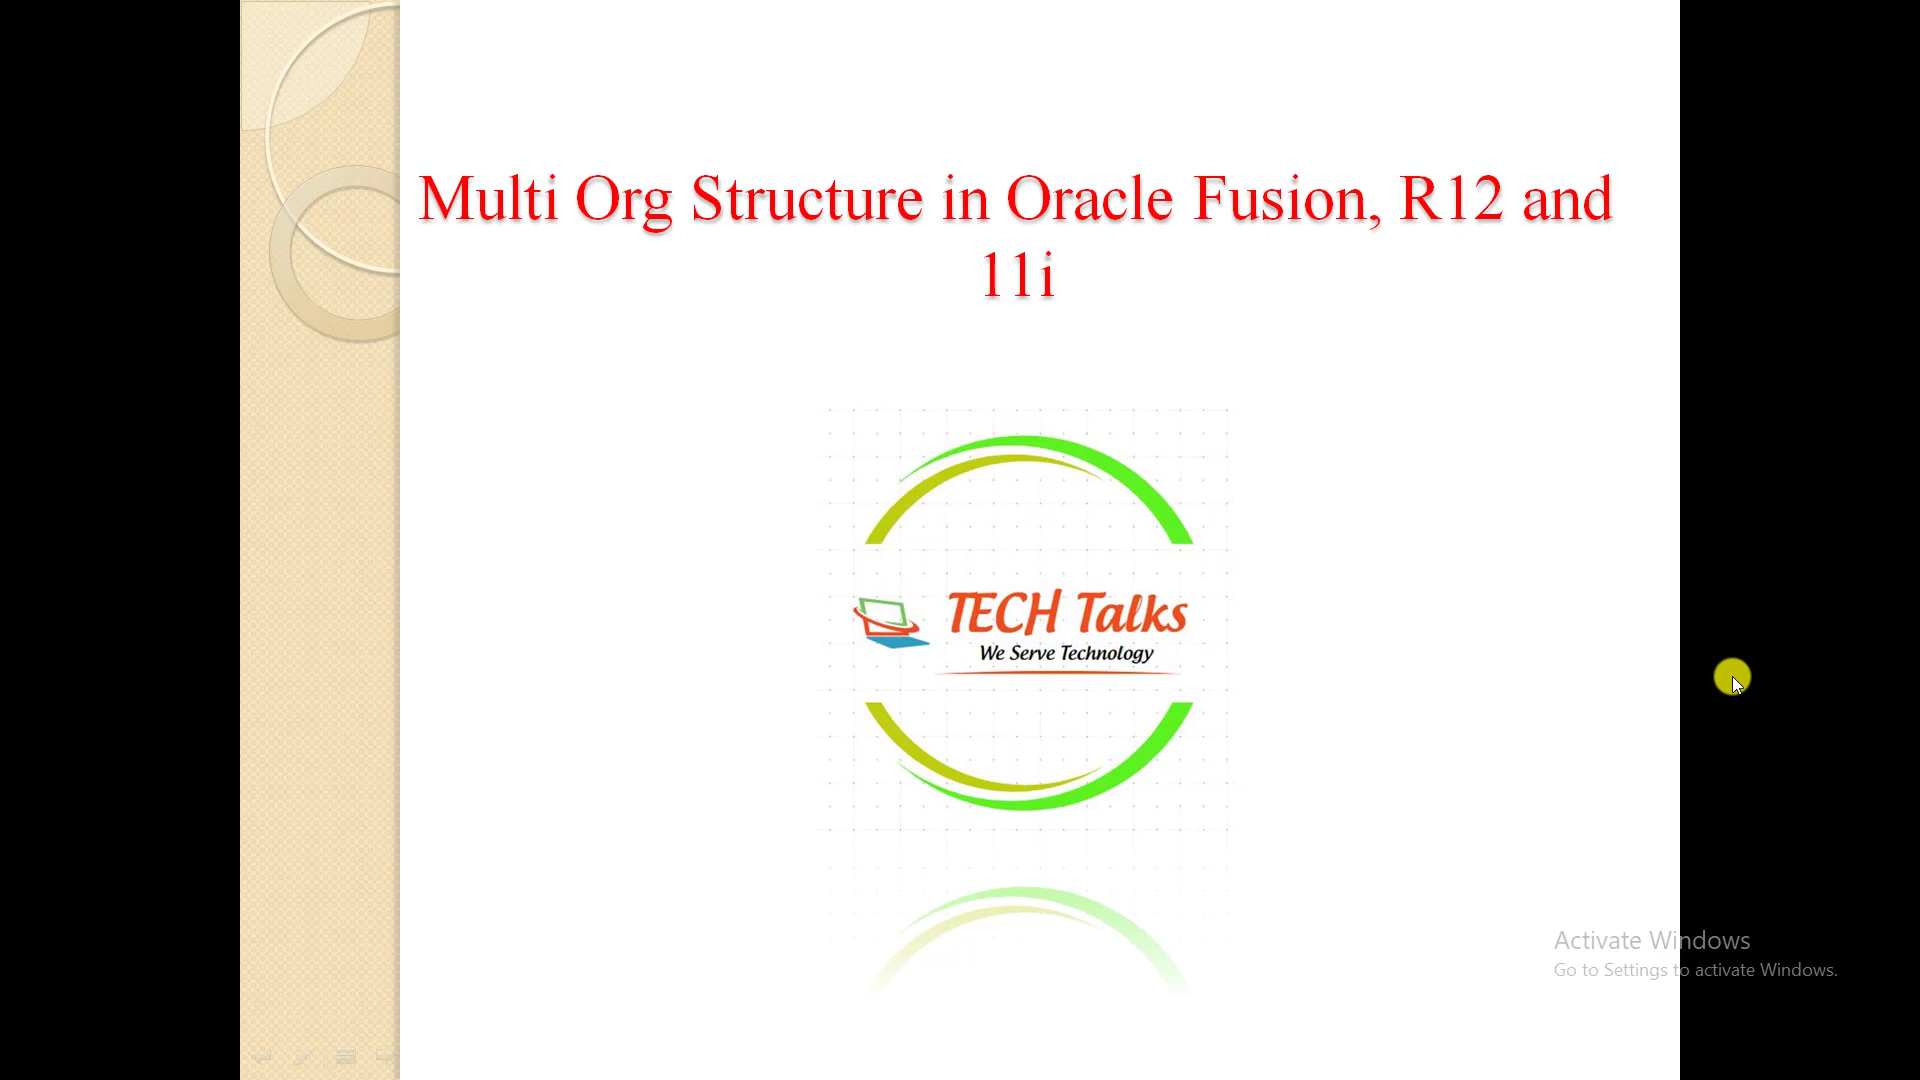 Multi Org Structure in Oracle Fusion, R12 and
11i
TECH Talks
We Serve Technology
Activate Windows
Go to Settings to activate Windows.